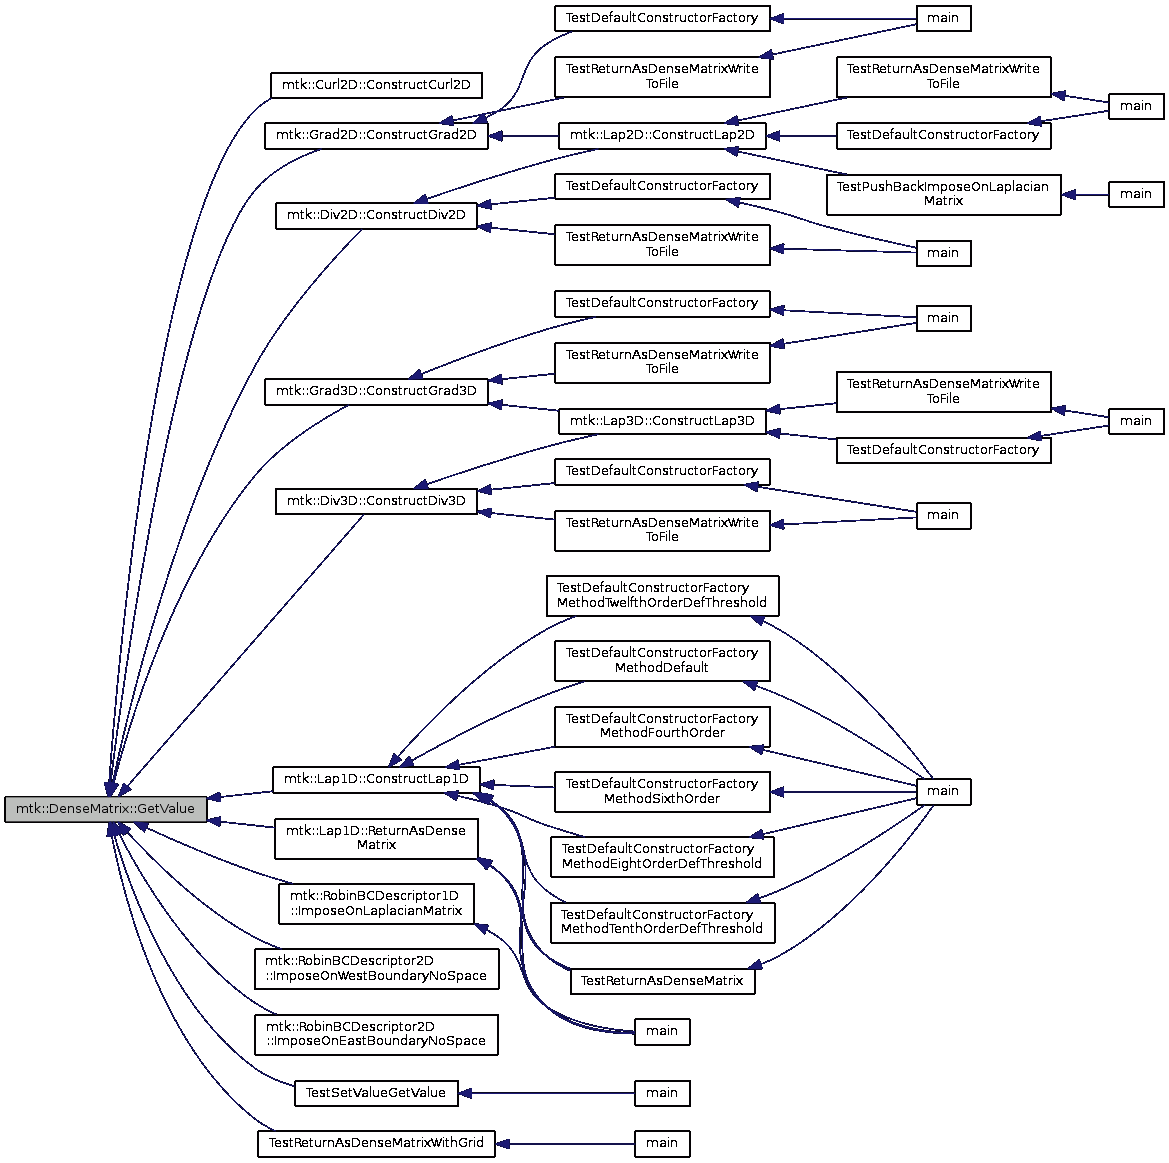 TestDefaultConstructorFactory
main
TestReturnAsDenseMatrixWrite
ToFile
mtk::Curl2D::ConstructCurl2D
TestReturnAsDenseMatrixWrite
ToFile
main
mtk::Grad2D::ConstructGrad2D
mtk::Lap2D::ConstructLap2D
TestDefaultConstructorFactory
TestDefaultConstructorFactory
TestPushBackImposeOnLaplacian
Matrix
main
mtk::Div2D::ConstructDiv2D
TestReturnAsDenseMatrixWrite
ToFile
main
TestDefaultConstructorFactory
main
TestReturnAsDenseMatrixWrite
ToFile
mtk::Grad3D::ConstructGrad3D
TestReturnAsDenseMatrixWrite
ToFile
mtk::Lap3D::ConstructLap3D
main
TestDefaultConstructorFactory
TestDefaultConstructorFactory
mtk::Div3D::ConstructDiv3D
main
TestReturnAsDenseMatrixWrite
ToFile
TestDefaultConstructorFactory
MethodTwelfthOrderDefThreshold
TestDefaultConstructorFactory
MethodDefault
TestDefaultConstructorFactory
MethodFourthOrder
mtk::Lap1D::ConstructLap1D
TestDefaultConstructorFactory
MethodSixthOrder
main
mtk::DenseMatrix::GetValue
mtk::Lap1D::ReturnAsDense
Matrix
TestDefaultConstructorFactory
MethodEightOrderDefThreshold
mtk::RobinBCDescriptor1D
::ImposeOnLaplacianMatrix
TestDefaultConstructorFactory
MethodTenthOrderDefThreshold
mtk::RobinBCDescriptor2D
::ImposeOnWestBoundaryNoSpace
TestReturnAsDenseMatrix
mtk::RobinBCDescriptor2D
::ImposeOnEastBoundaryNoSpace
main
TestSetValueGetValue
main
TestReturnAsDenseMatrixWithGrid
main